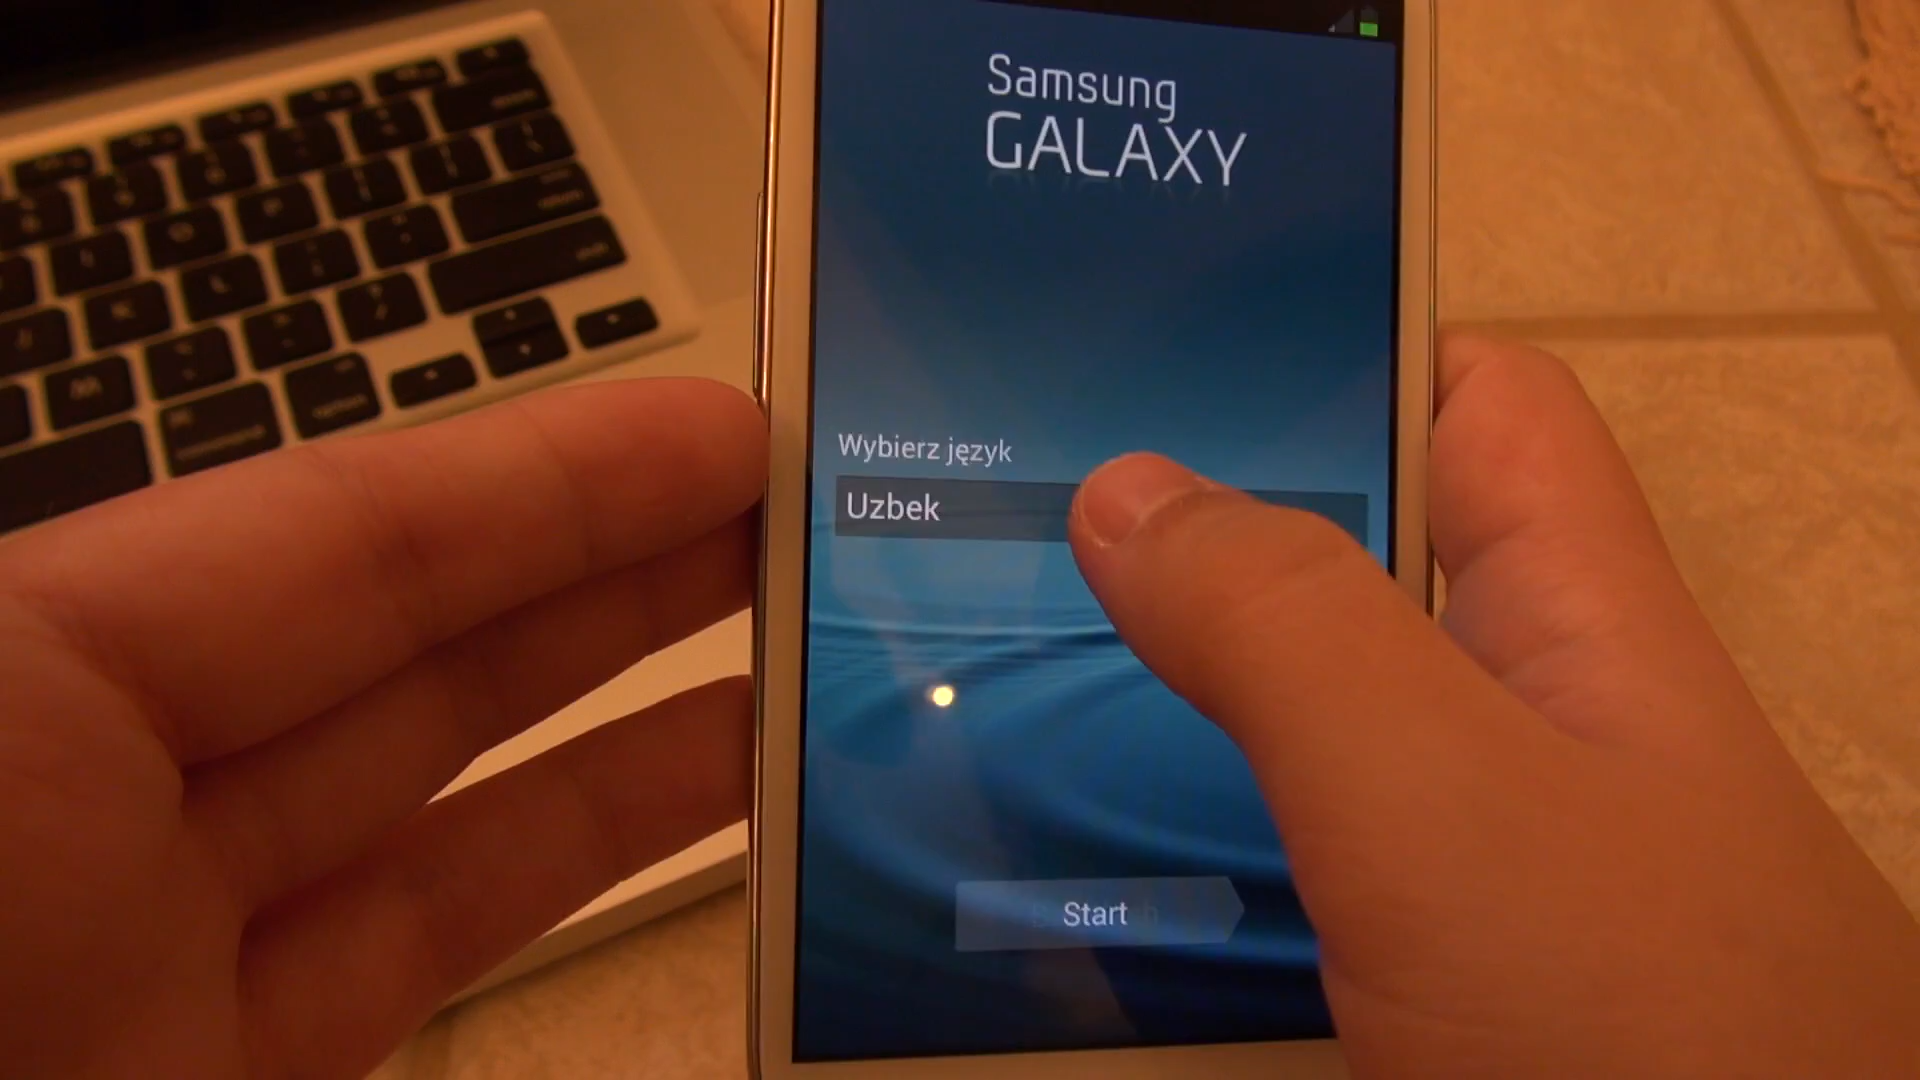 Samsung
GALAXY
Wybierz język
Uzbek
Start